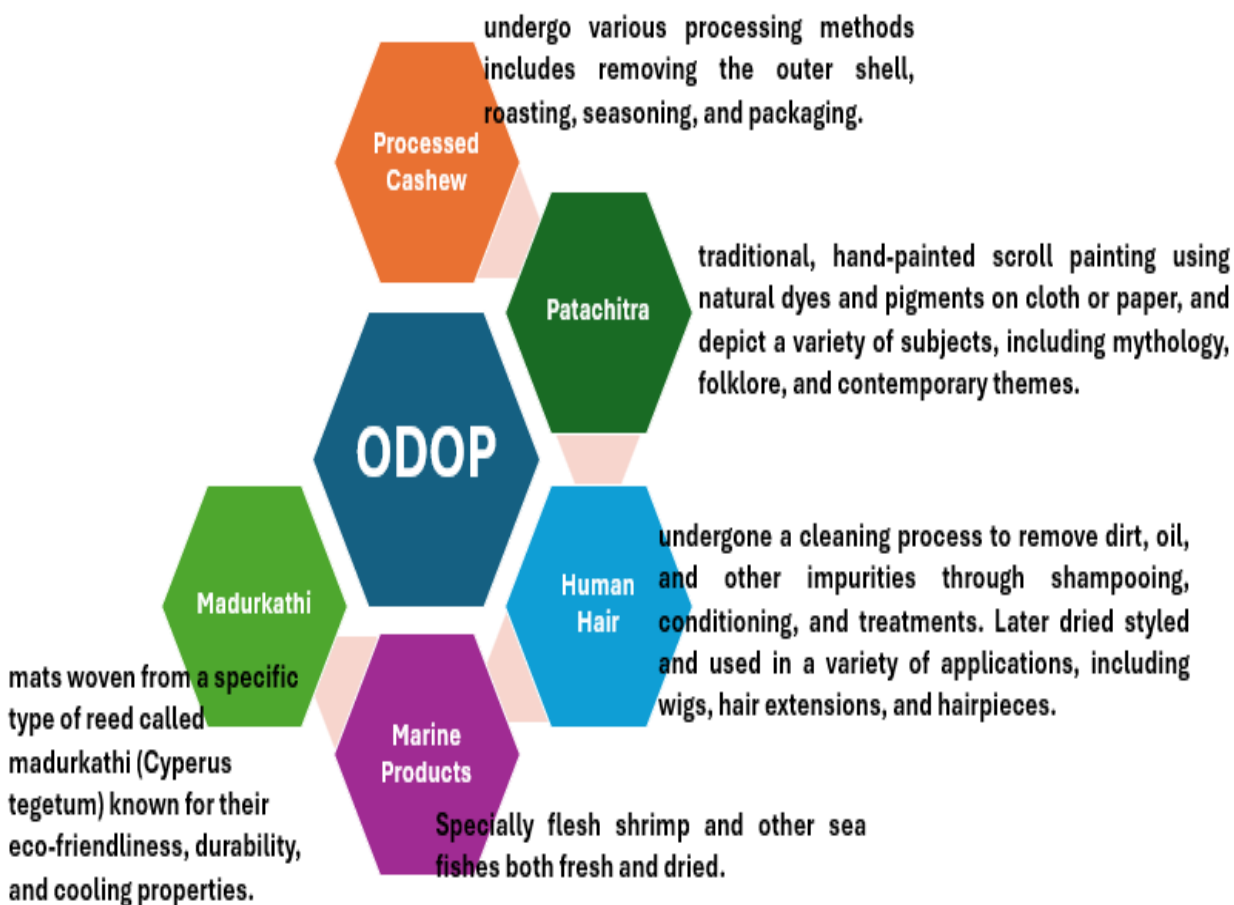 undergo various processing methods
includes removing the outer shell,
roasting, seasoning, and packaging.
Processed
Cashew
traditional, hand-painted scroll painting using
natural dyes and pigments on cloth or paper, and
depict a variety of subjects, including mythology,
folklore, and contemporary themes.
Patachitra
ODOP
undergone a cleaning process to remove dirt, oil,
and other impurities through shampooing,
conditioning, and treatments. Later dried styled
and used in a variety of applications, including
wigs, hair extensions, and hairpieces.
Human
Hair
Madurkathi
mats woven from a specific
type of reed called
madurkathi (Cyperus
tegetum) known for their
eco-friendliness, durability,
and cooling properties.
Marine
Products
Specially flesh shrimp and other sea
fishes both fresh and dried.